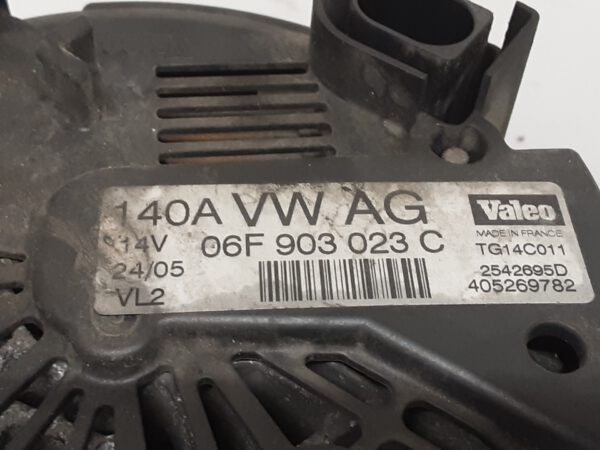 140A VW AG
14V 06F 903 023 C
24/05
VL2
Valeo
MADE IN FRANCE
TG14C011
2542695D
405269782